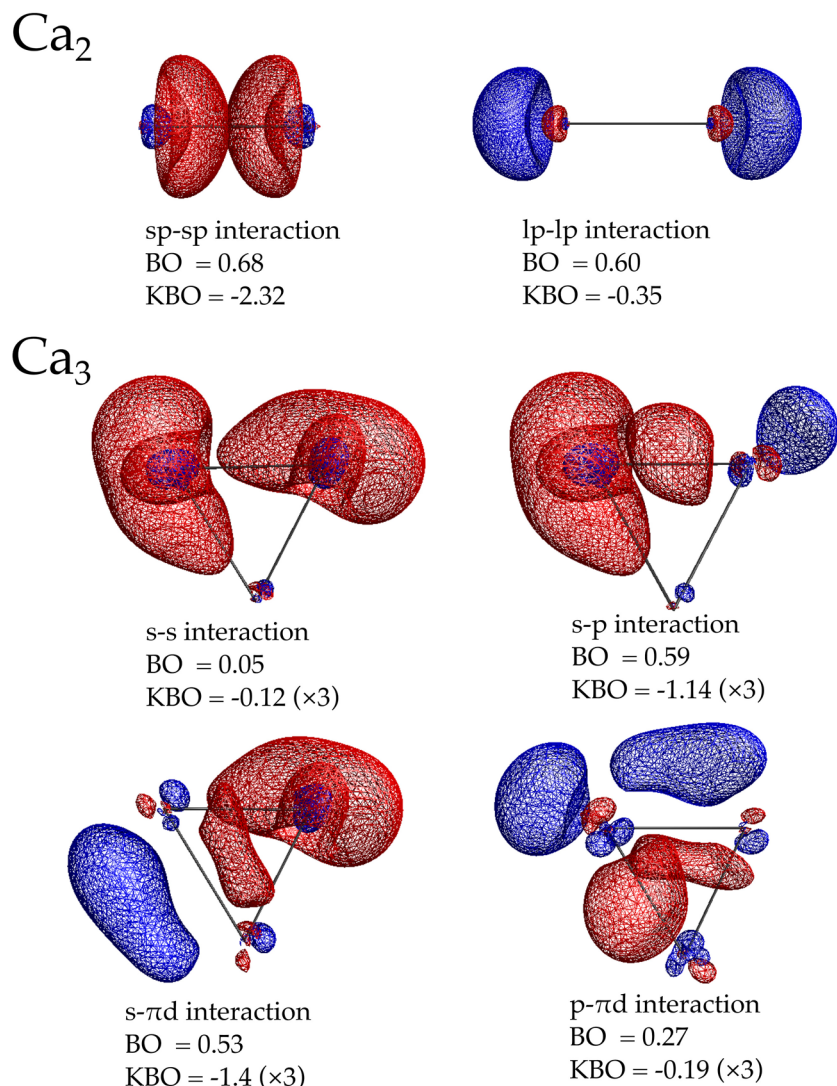 Ca₂
sp-sp interaction
BO = 0.68
KBO = -2.32
lp-lp interaction
BO = 0.60
KBO = -0.35
Ca₃
s-s interaction
BO = 0.05
KBO = -0.12 (×3)
s-p interaction
BO = 0.59
KBO = -1.14 (×3)
s-πd interaction
BO = 0.53
KBO = -1.4 (×3)
p-πd interaction
BO = 0.27
KBO = -0.19 (×3)